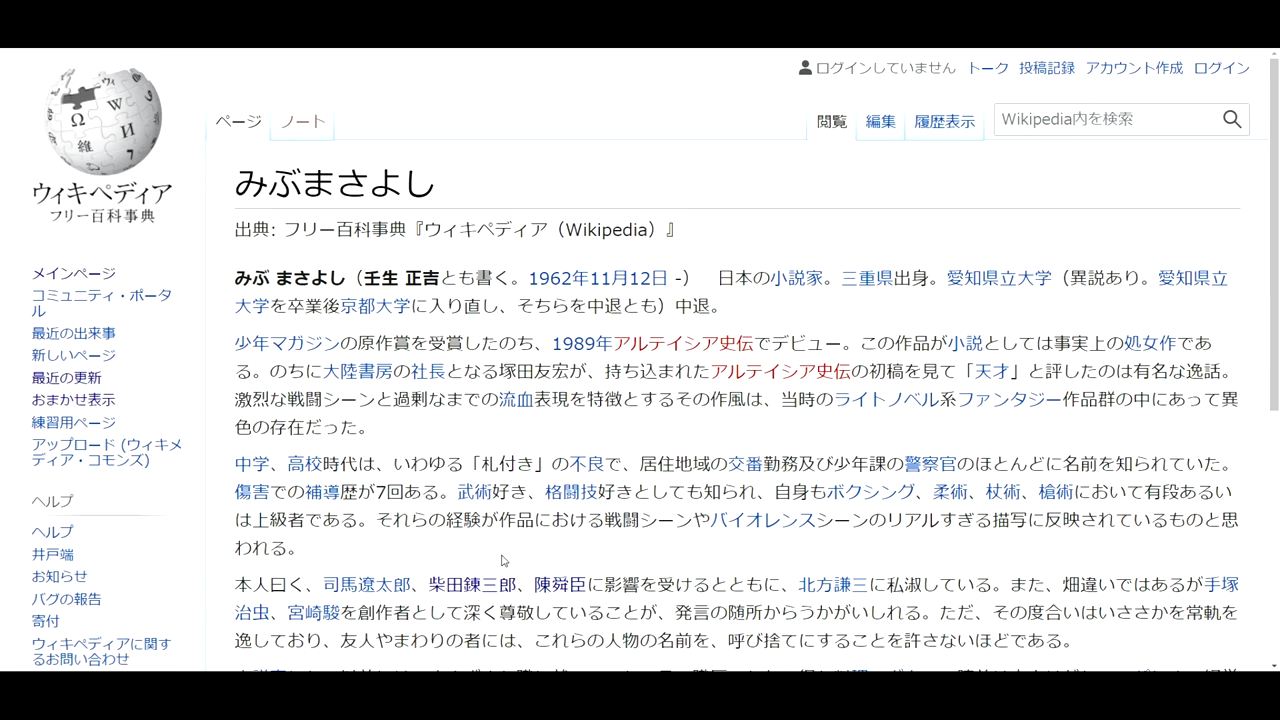 ログインしていません トーク 投稿記録 アカウント作成 ログイン
ページ ノート 閲覧 編集 履歴表示 Wikipedia内を検索
Ω W И 維 7
ウィキペディア
フリー百科事典
メインページ
コミュニティ・ポータ
ル
最近の出来事
新しいページ
最近の更新
おまかせ表示
練習用ページ
アップロード (ウィキメ
ディア・コモンズ)
ヘルプ
ヘルプ
井戸端
お知らせ
バグの報告
寄付
ウィキペディアに関す
るお問い合わせ
みぶまさよし
出典: フリー百科事典『ウィキペディア（Wikipedia）』
みぶ まさよし（壬生 正吉とも書く。1962年11月12日 -） 日本の小説家。三重県出身。愛知県立大学（異説あり。愛知県立
大学を卒業後京都大学に入り直し、そちらを中退とも）中退。
少年マガジンの原作賞を受賞したのち、1989年アルテイシア史伝でデビュー。この作品が小説としては事実上の処女作であ
る。のちに大陸書房の社長となる塚田友宏が、持ち込まれたアルテイシア史伝の初稿を見て「天才」と評したのは有名な逸話。
激烈な戦闘シーンと過剰なまでの流血表現を特徴とするその作風は、当時のライトノベル系ファンタジー作品群の中にあって異
色の存在だった。
中学、高校時代は、いわゆる「札付き」の不良で、居住地域の交番勤務及び少年課の警察官のほとんどに名前を知られていた。
傷害での補導歴が7回ある。武術好き、格闘技好きとしても知られ、自身もボクシング、柔術、杖術、槍術において有段あるい
は上級者である。それらの経験が作品における戦闘シーンやバイオレンスシーンのリアルすぎる描写に反映されているものと思
われる。
本人曰く、司馬遼太郎、柴田錬三郎、陳舜臣に影響を受けるとともに、北方謙三に私淑している。また、畑違いではあるが手塚
治虫、宮崎駿を創作者として深く尊敬していることが、発言の随所からうかがいしれる。ただ、その度合いはいささかを常軌を
逸しており、友人やまわりの者には、これらの人物の名前を、呼び捨てにすることを許さないほどである。